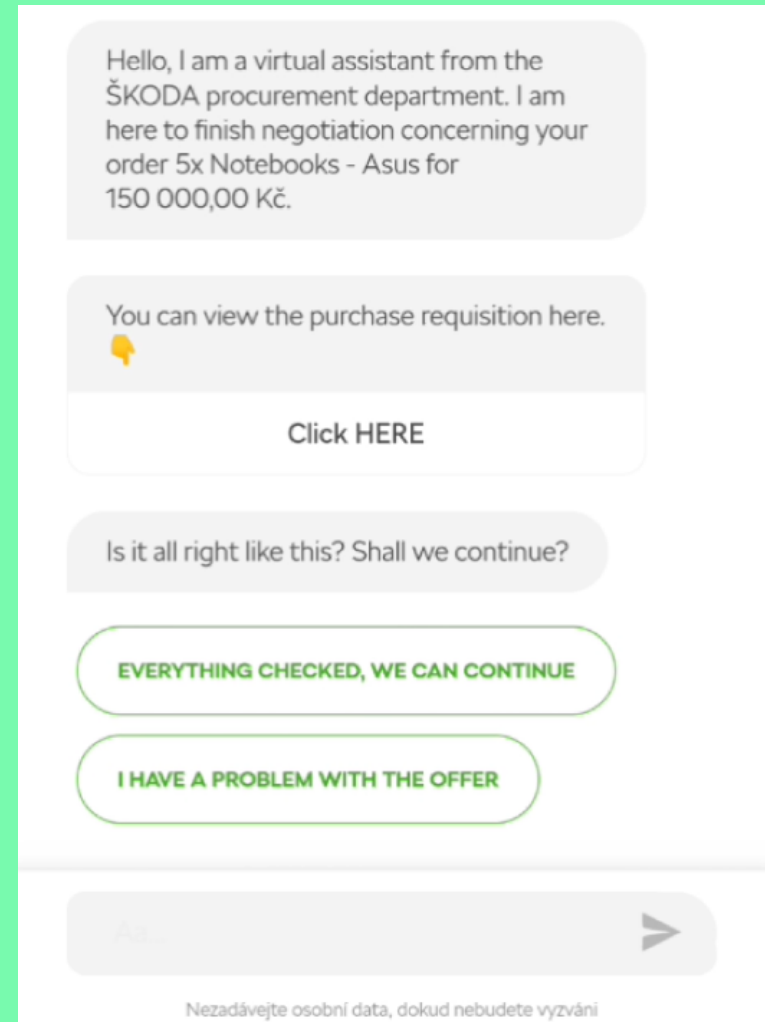 Hello, I am a virtual assistant from the
ŠKODA procurement department. I am
here to finish negotiation concerning your
order 5x Notebooks - Asus for
150 000,00 Kč.
You can view the purchase requisition here.
👇
Click HERE
Is it all right like this? Shall we continue?
EVERYTHING CHECKED, WE CAN CONTINUE
I HAVE A PROBLEM WITH THE OFFER
Aa...
Nezadávejte osobní data, dokud nebudete vyzváni